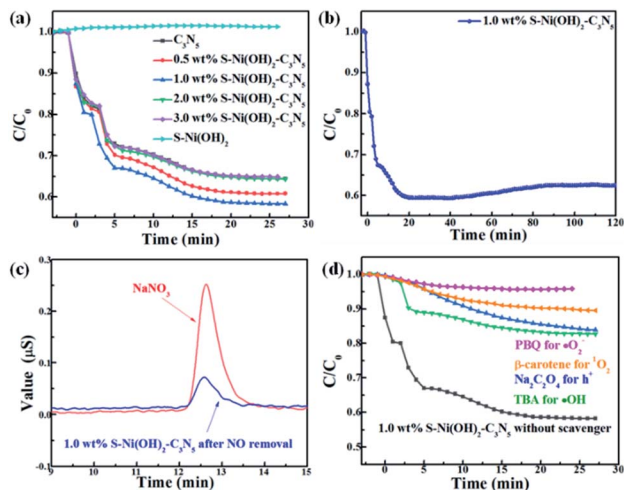 (a)
C₃N₅
0.5 wt% S-Ni(OH)₂-C₃N₅
1.0 wt% S-Ni(OH)₂-C₃N₅
2.0 wt% S-Ni(OH)₂-C₃N₅
3.0 wt% S-Ni(OH)₂-C₃N₅
S-Ni(OH)₂
C/C₀
1.0
0.9
0.8
0.7
0.6
0 5 10 15 20 25 30
Time (min)
(b)
1.0 wt% S-Ni(OH)₂-C₃N₅
C/C₀
1.0
0.9
0.8
0.7
0.6
0 20 40 60 80 100 120
Time (min)
(c)
NaNO₃
1.0 wt% S-Ni(OH)₂-C₃N₅ after NO removal
Value (μS)
0.3
0.2
0.1
0.0
-0.1
9 10 11 12 13 14 15
Time (min)
(d)
PBQ for •O₂⁻
β-carotene for ¹O₂
Na₂C₂O₄ for h⁺
TBA for •OH
1.0 wt% S-Ni(OH)₂-C₃N₅ without scavenger
C/C₀
1.0
0.9
0.8
0.7
0.6
0.5
0 5 10 15 20 25 30
Time (min)